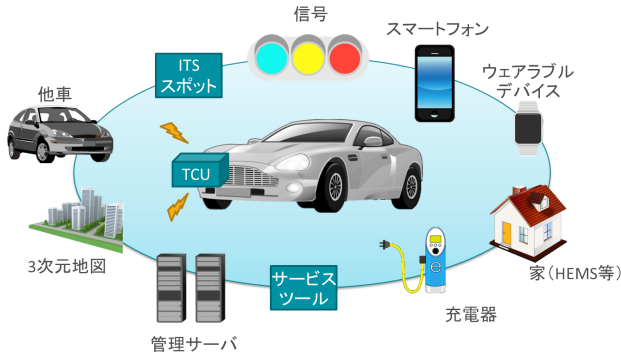 信号
スマートフォン
ITS
スポット
ウェアラブル
デバイス
他車
TCU
3次元地図
サービス
ツール
e
家（HEMS等）
充電器
管理サーバ